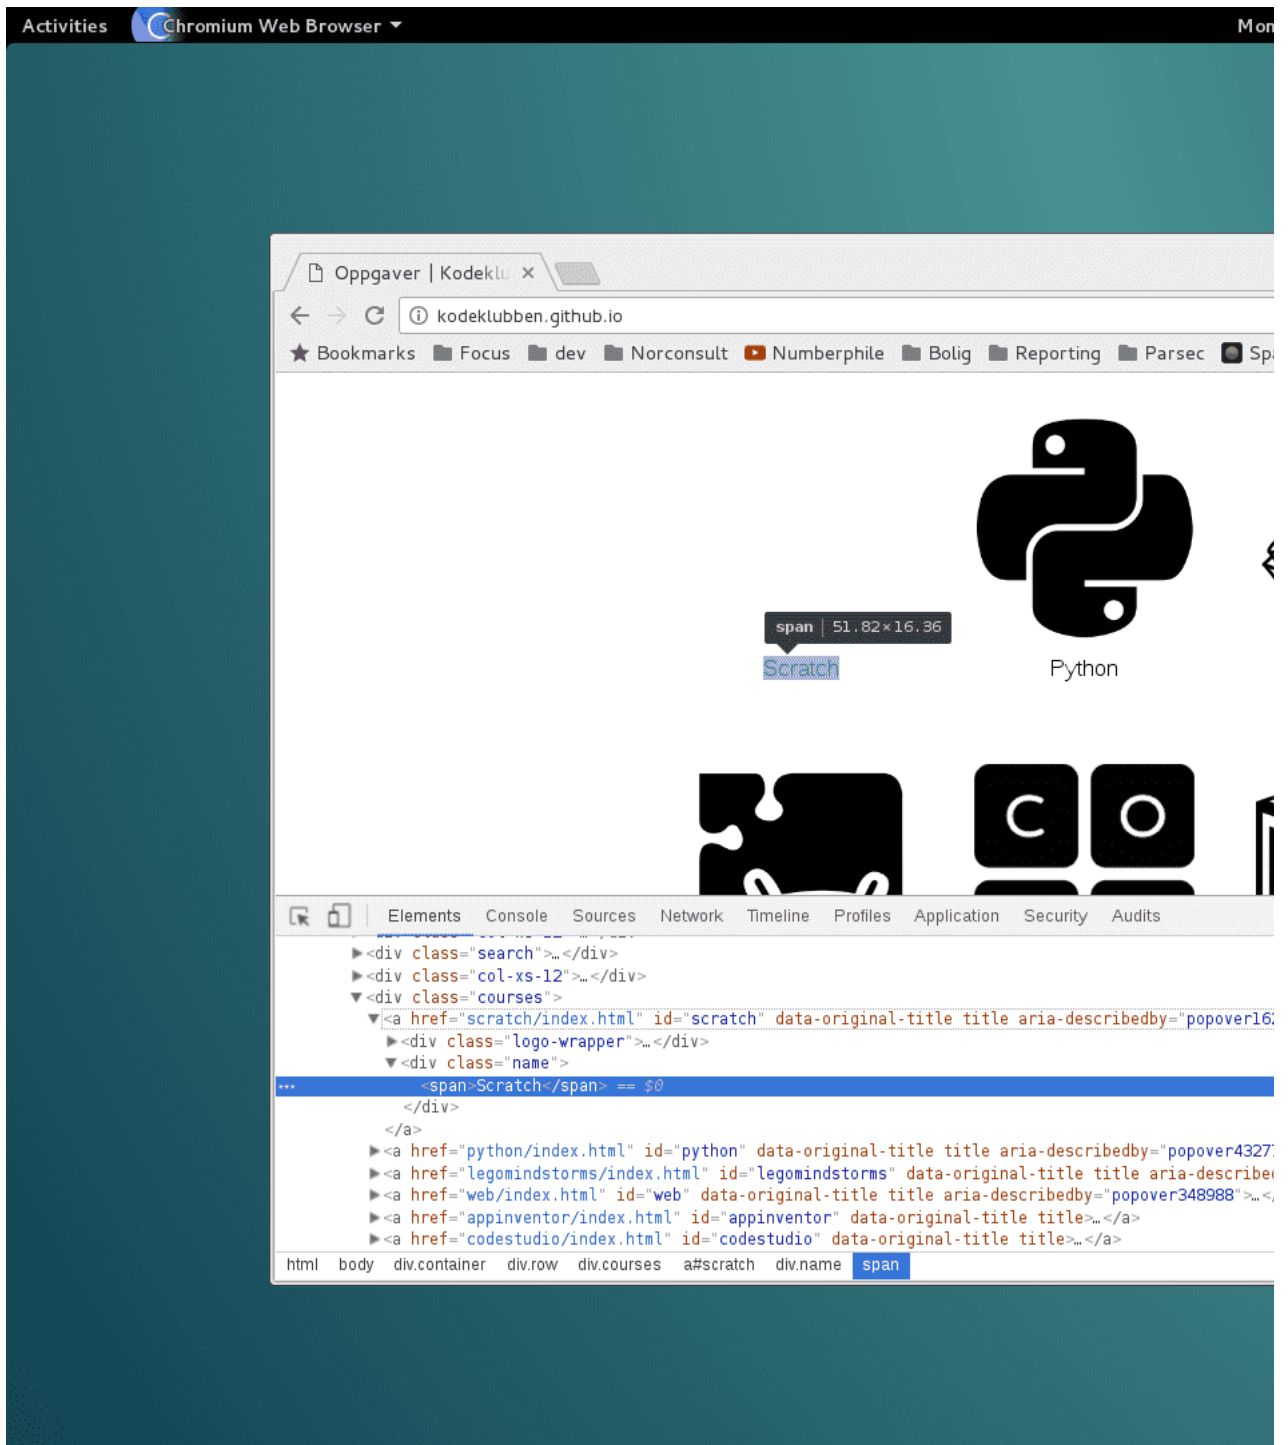 Activities Chromium Web Browser Mon
Oppgaver | Kodeklu
kodeklubben.github.io
Bookmarks Focus dev Norconsult Numberphile Bolig Reporting Parsec Spa
span | 51.82×16.36
Scratch Python
C O
Elements Console Sources Network Timeline Profiles Application Security Audits
<div class="search">…</div>
<div class="col-xs-12">…</div>
<div class="courses">
<a href="scratch/index.html" id="scratch" data-original-title title aria-describedby="popover162
<div class="logo-wrapper">…</div>
<div class="name">
<span>Scratch</span> == $0
</div>
</a>
<a href="python/index.html" id="python" data-original-title title aria-describedby="popover4327
<a href="legomindstorms/index.html" id="legomindstorms" data-original-title title aria-describe
<a href="web/index.html" id="web" data-original-title title aria-describedby="popover348988">…</
<a href="appinventor/index.html" id="appinventor" data-original-title title>…</a>
<a href="codestudio/index.html" id="codestudio" data-original-title title>…</a>
html body div.container div.row div.courses a#scratch div.name span